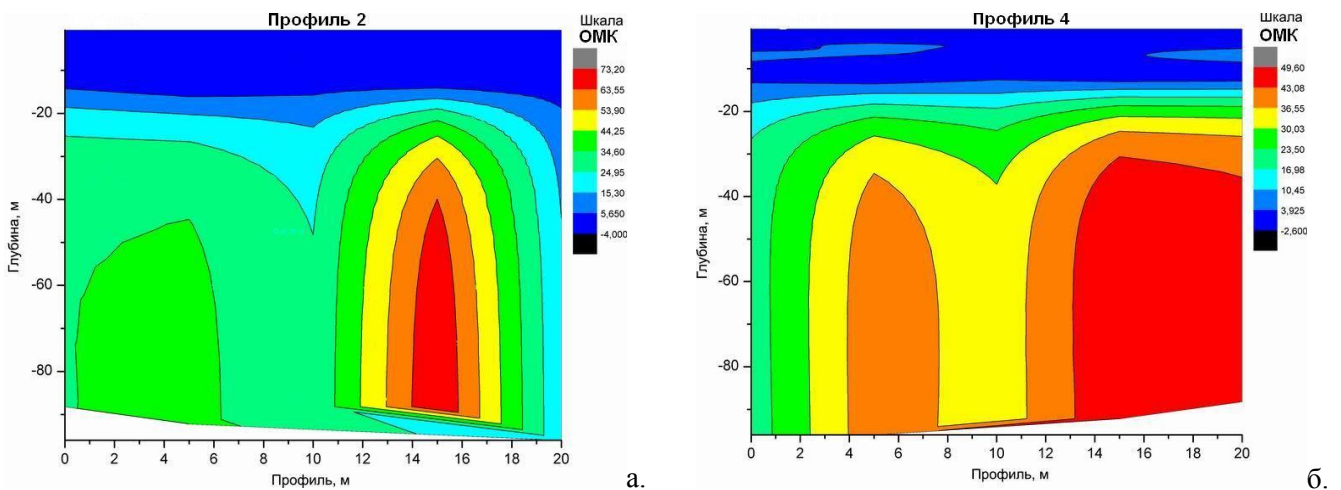 Профиль 2
Шкала
ОМК
73,20
63,55
53,90
44,25
34,60
24,95
15,30
5,650
-4,000
Глубина, м
-20
-40
-60
-80
0 2 4 6 8 10 12 14 16 18 20
Профиль, м
а.
Профиль 4
Шкала
ОМК
49,60
43,08
36,55
30,03
23,50
16,98
10,45
3,925
-2,600
Глубина, м
-20
-40
-60
-80
0 2 4 6 8 10 12 14 16 18 20
Профиль, м
б.